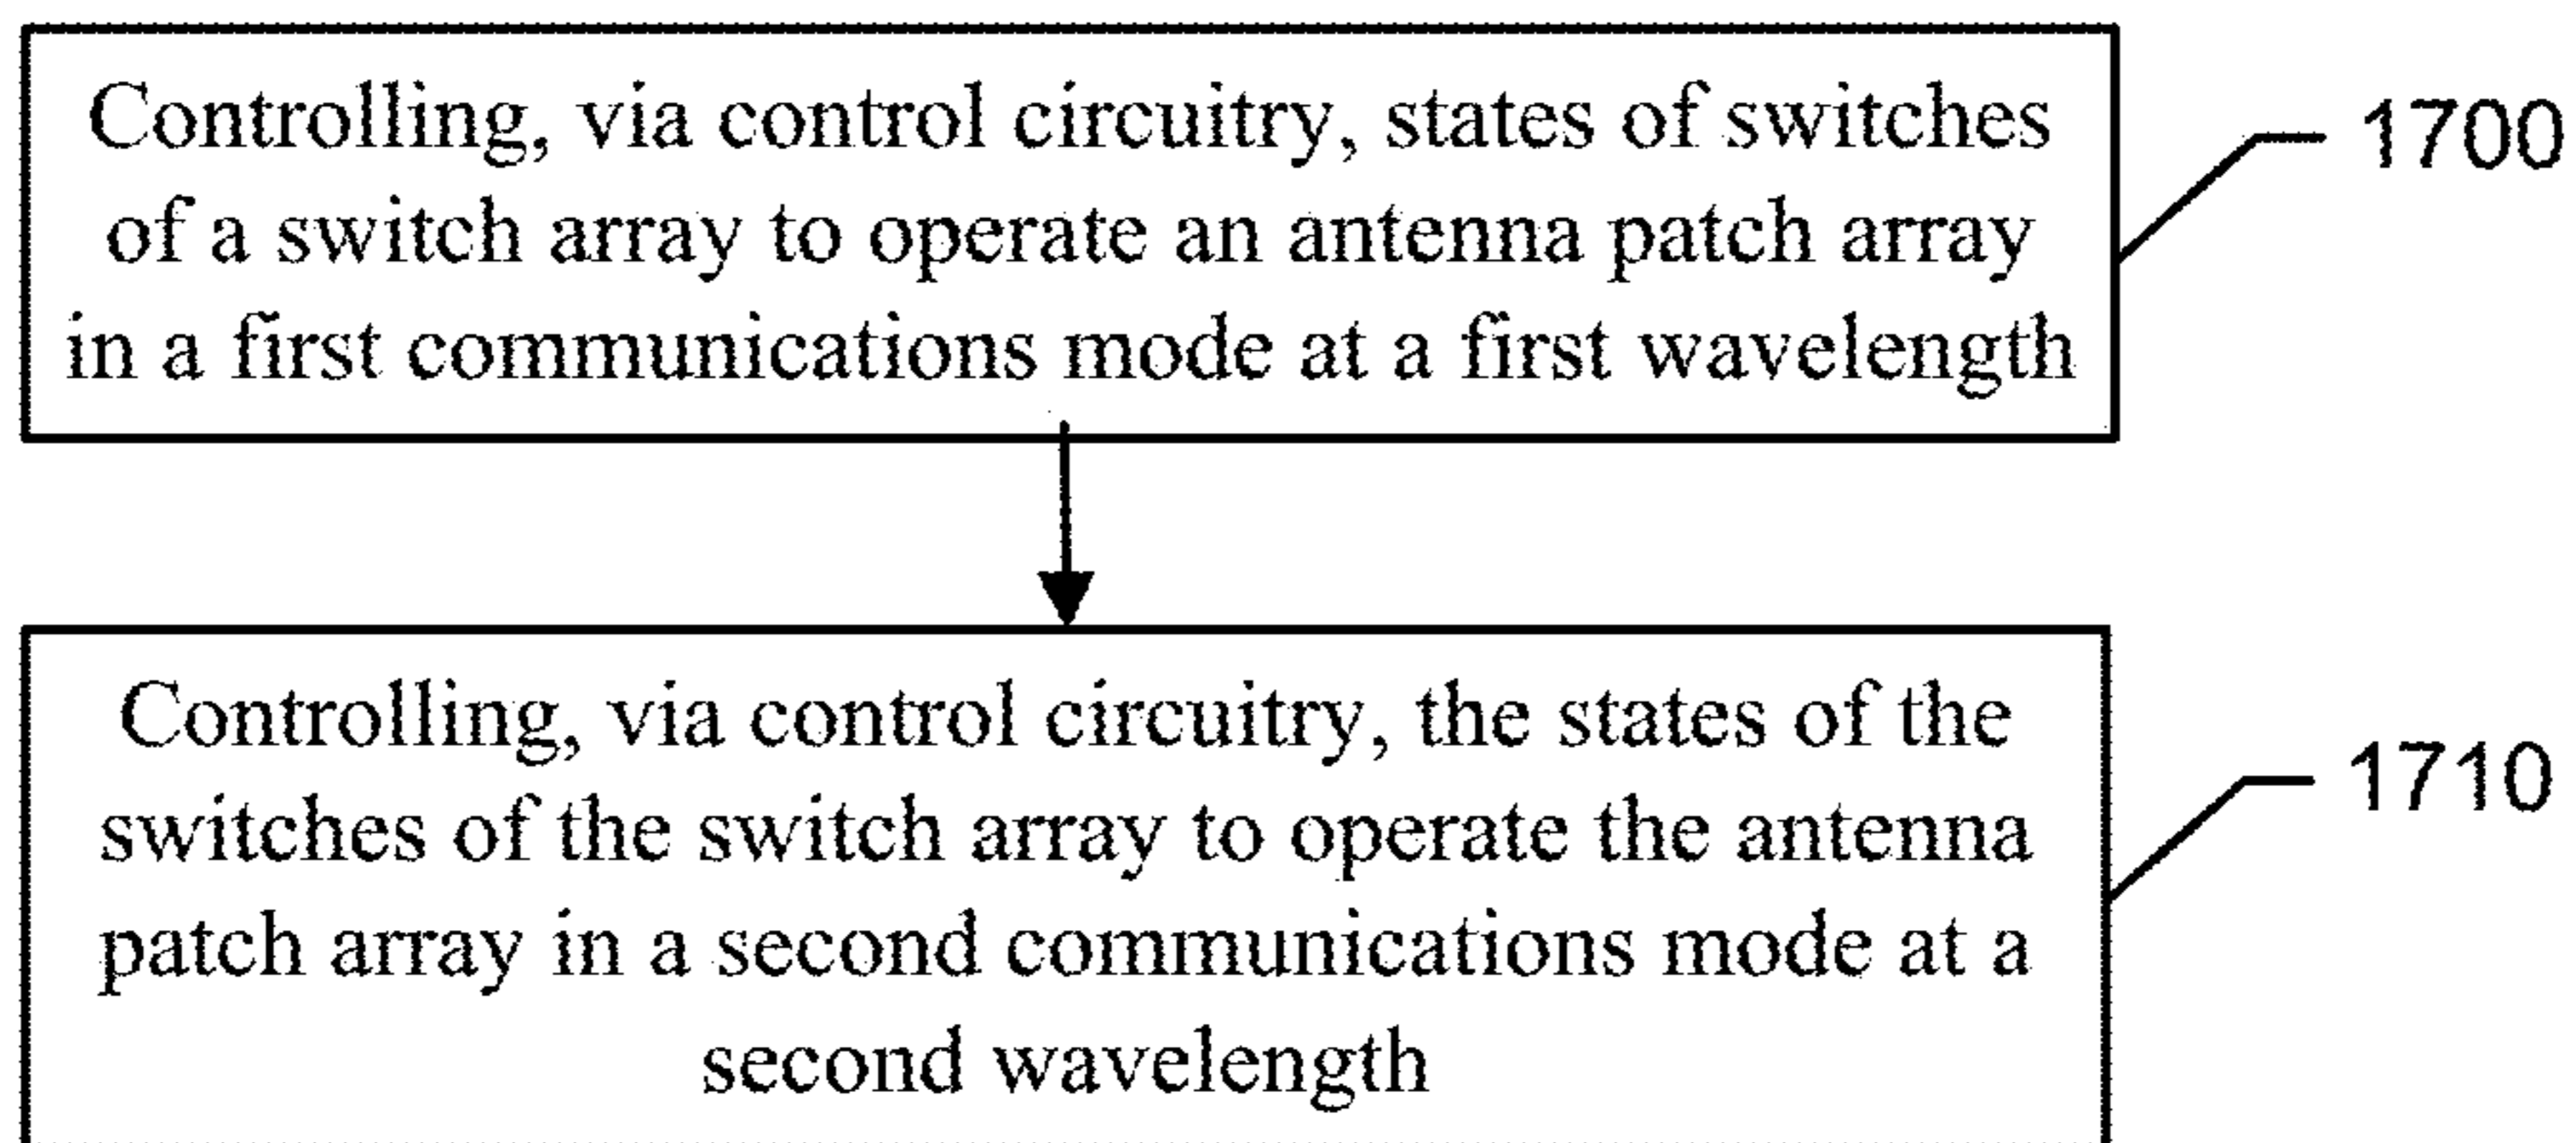 Controlling, via control circuitry, states of switches
of a switch array to operate an antenna patch array
in a first communications mode at a first wavelength
1700
Controlling, via control circuitry, the states of the
switches of the switch array to operate the antenna
patch array in a second communications mode at a
second wavelength
1710